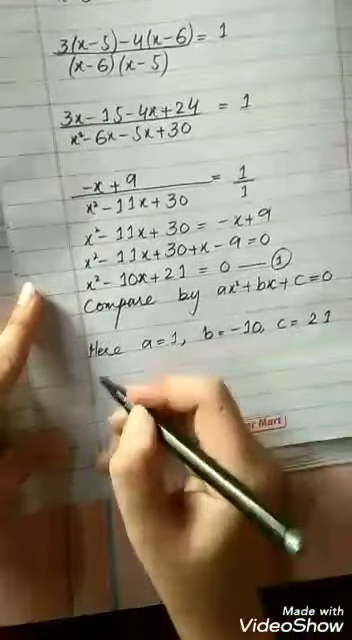 3(x-5)-4(x-6) = 1
(x-6)(x-5)
3x-15-4x+24 = 1
x²-6x-5x+30
-x+9 = 1
x²-11x+30 1
x²-11x+30 = -x+9
x²-11x+30+x-9=0
x²-10x+21 = 0 — ①
Compare by ax²+bx+c=0
Here a=1, b=-10, c=21
Mart
Made with
VideoShow